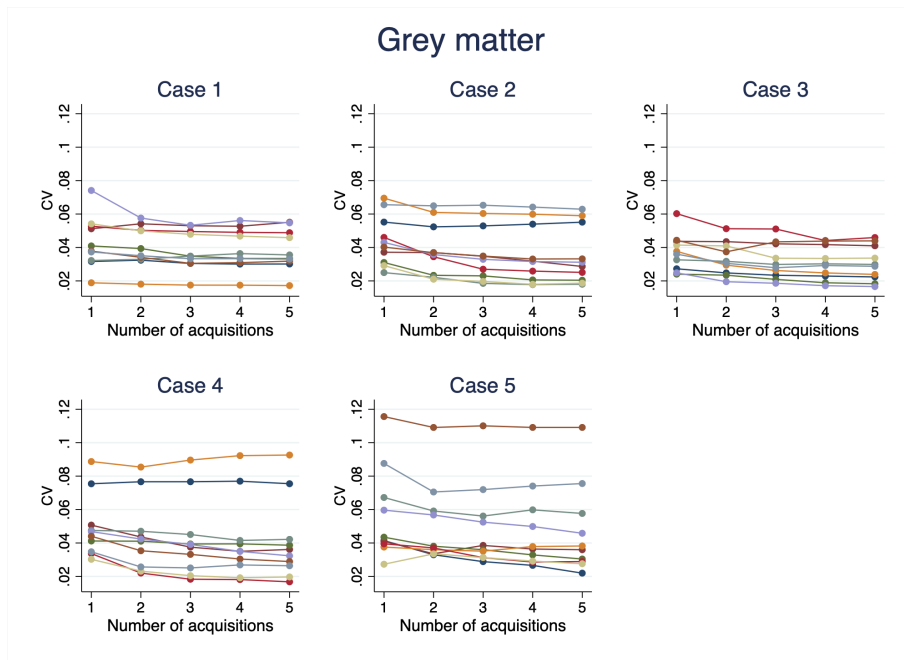 Grey matter
Case 1
CV
.02 .04 .06 .08 .1 .12
1 2 3 4 5
Number of acquisitions
Case 2
CV
.02 .04 .06 .08 .1 .12
1 2 3 4 5
Number of acquisitions
Case 3
CV
.02 .04 .06 .08 .1 .12
1 2 3 4 5
Number of acquisitions
Case 4
CV
.02 .04 .06 .08 .1 .12
1 2 3 4 5
Number of acquisitions
Case 5
CV
.02 .04 .06 .08 .1 .12
1 2 3 4 5
Number of acquisitions